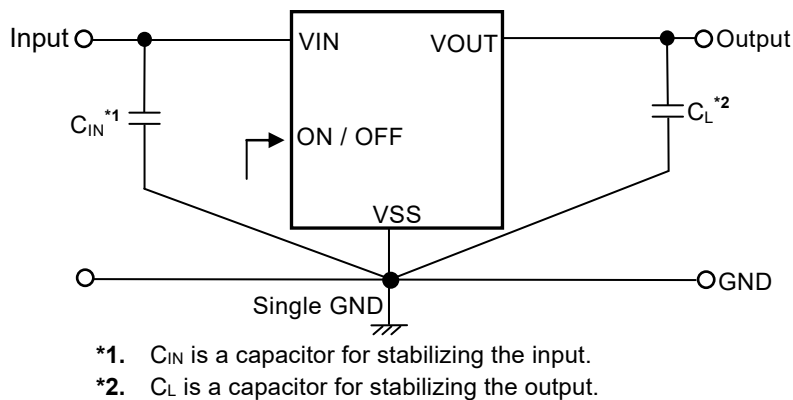 Input
VIN
VOUT
Output
CIN*1
CL*2
ON / OFF
VSS
Single GND
GND
*1. CIN is a capacitor for stabilizing the input.
*2. CL is a capacitor for stabilizing the output.